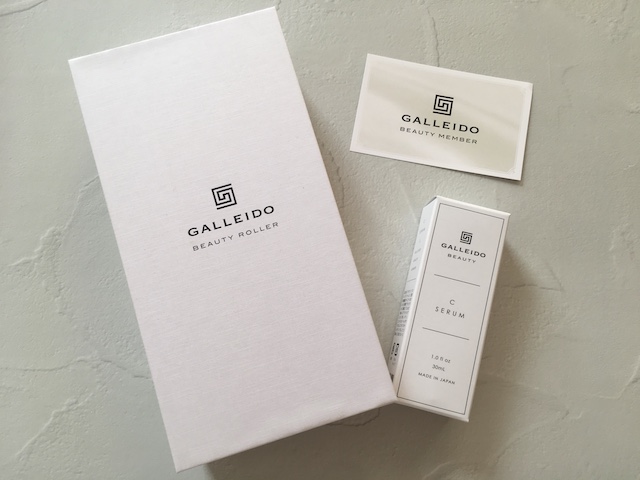 GALLEIDO
BEAUTY ROLLER
GALLEIDO
BEAUTY MEMBER
GALLEIDO
BEAUTY
C
SERUM
1.0 fl oz
30mL
MADE IN JAPAN